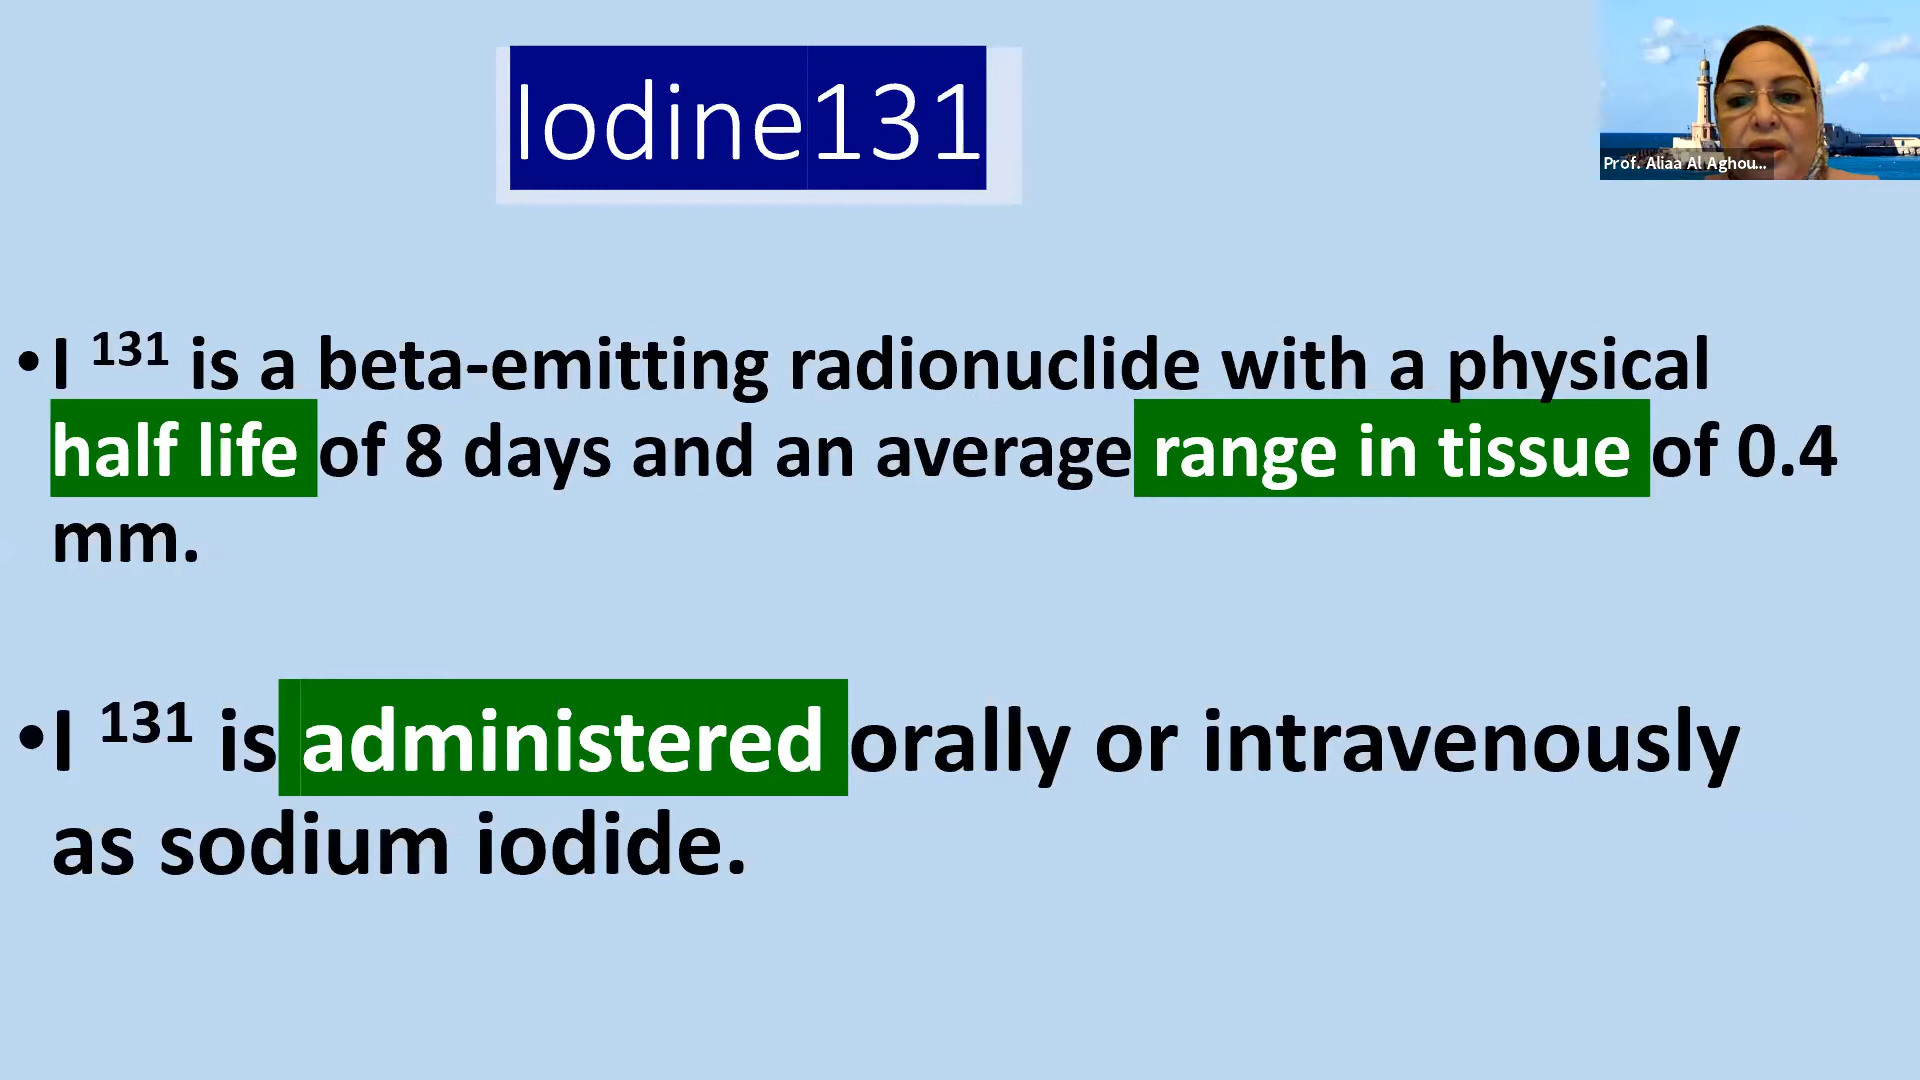 Iodine131
Prof. Aliaa Al Aghou...
• I 131 is a beta-emitting radionuclide with a physical
half life of 8 days and an average range in tissue of 0.4
mm.
• I 131 is administered orally or intravenously
as sodium iodide.